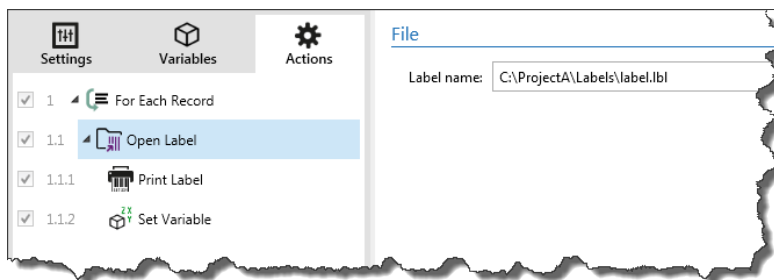 Settings
Variables
Actions
1 For Each Record
1.1 Open Label
1.1.1 Print Label
1.1.2 Set Variable
File
Label name: C:\ProjectA\Labels\label.lbl